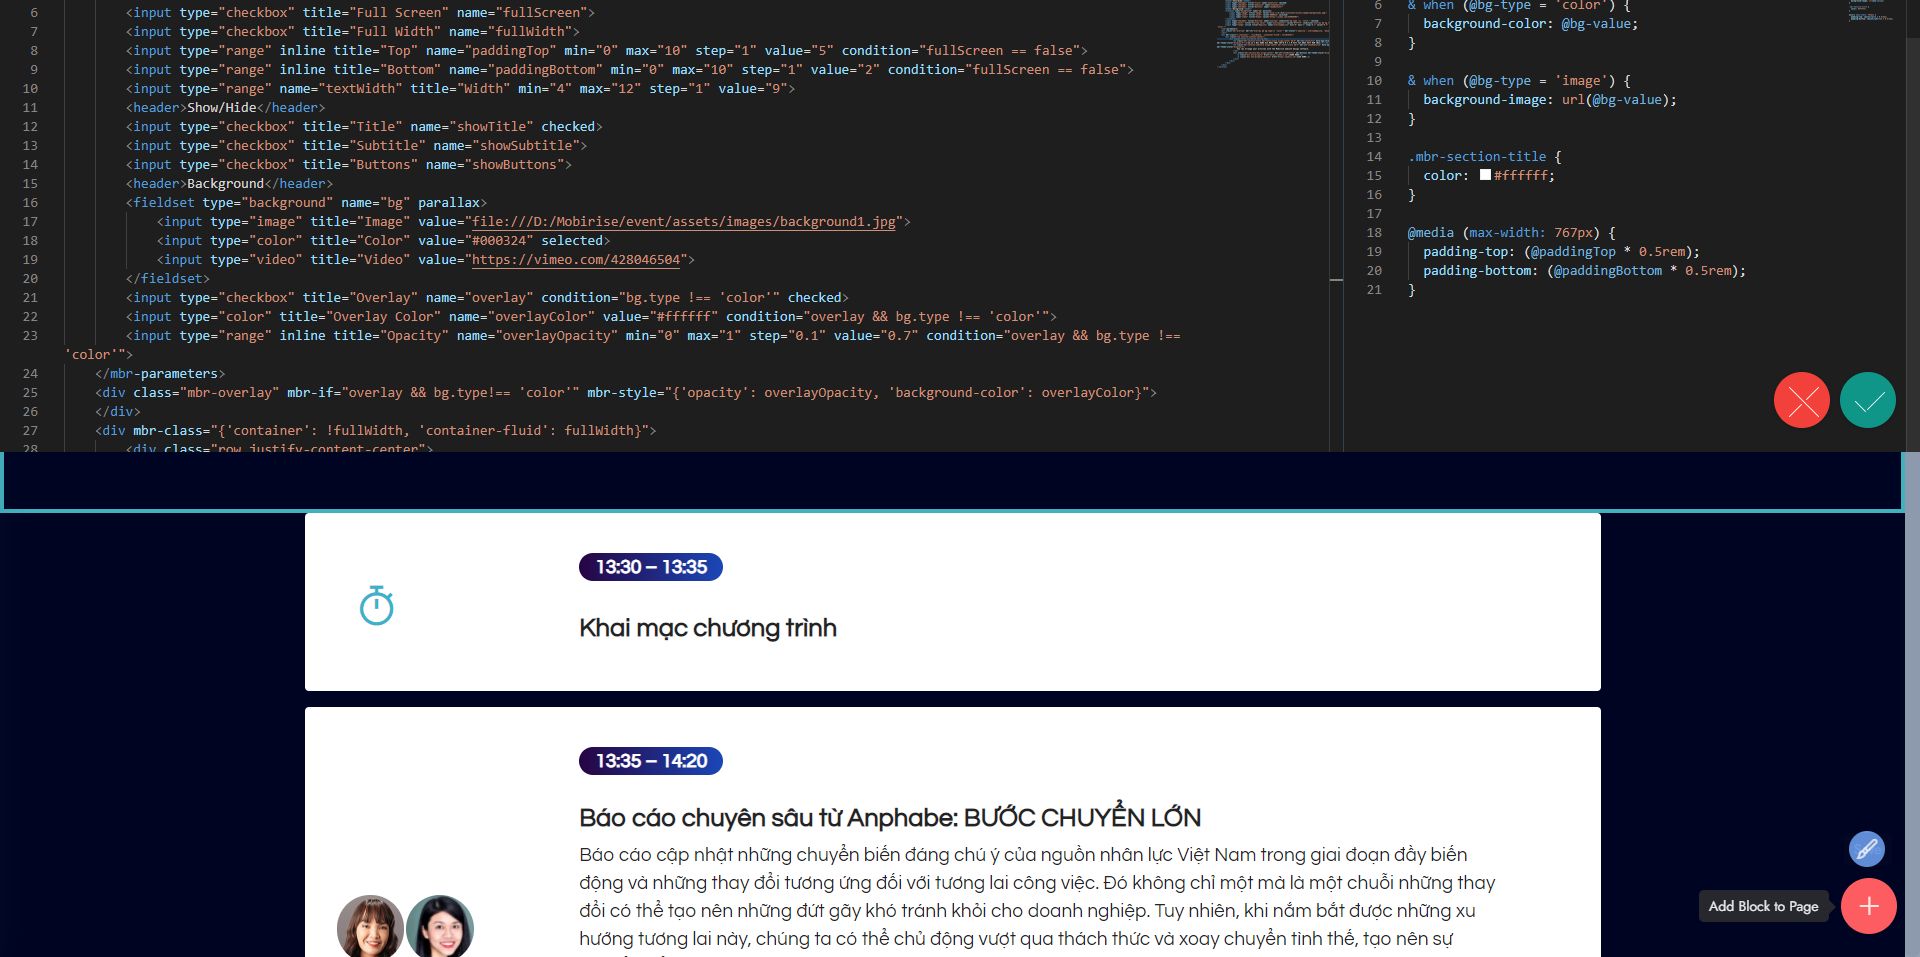 6 <input type="checkbox" title="Full Screen" name="fullScreen">
7 <input type="checkbox" title="Full Width" name="fullWidth">
8 <input type="range" inline title="Top" name="paddingTop" min="0" max="10" step="1" value="5" condition="fullScreen == false">
9 <input type="range" inline title="Bottom" name="paddingBottom" min="0" max="10" step="1" value="2" condition="fullScreen == false">
10 <input type="range" name="textWidth" title="Width" min="4" max="12" step="1" value="9">
11 <header>Show/Hide</header>
12 <input type="checkbox" title="Title" name="showTitle" checked>
13 <input type="checkbox" title="Subtitle" name="showSubtitle">
14 <input type="checkbox" title="Buttons" name="showButtons">
15 <header>Background</header>
16 <fieldset type="background" name="bg" parallax>
17 <input type="image" title="Image" value="file:///D:/Mobirise/event/assets/images/background1.jpg">
18 <input type="color" title="Color" value="#000324" selected>
19 <input type="video" title="Video" value="https://vimeo.com/428046504">
20 </fieldset>
21 <input type="checkbox" title="Overlay" name="overlay" condition="bg.type !== 'color'" checked>
22 <input type="color" title="Overlay Color" name="overlayColor" value="#ffffff" condition="overlay && bg.type !== 'color'">
23 <input type="range" inline title="Opacity" name="overlayOpacity" min="0" max="1" step="0.1" value="0.7" condition="overlay && bg.type !==
'color'">
24 </mbr-parameters>
25 <div class="mbr-overlay" mbr-if="overlay && bg.type!== 'color'" mbr-style="{'opacity': overlayOpacity, 'background-color': overlayColor}">
26 </div>
27 <div mbr-class="{'container': !fullWidth, 'container-fluid': fullWidth}">
28 <div class="row justify-content-center">
6 & when (@bg-type = 'color') {
7 background-color: @bg-value;
8 }
9
10 & when (@bg-type = 'image') {
11 background-image: url(@bg-value);
12 }
13
14 .mbr-section-title {
15 color: #ffffff;
16 }
17
18 @media (max-width: 767px) {
19 padding-top: (@paddingTop * 0.5rem);
20 padding-bottom: (@paddingBottom * 0.5rem);
21 }
13:30 – 13:35
Khai mạc chương trình
13:35 – 14:20
Báo cáo chuyên sâu từ Anphabe: BƯỚC CHUYỂN LỚN
Báo cáo cập nhật những chuyển biến đáng chú ý của nguồn nhân lực Việt Nam trong giai đoạn đầy biến
động và những thay đổi tương ứng đối với tương lai công việc. Đó không chỉ một mà là một chuỗi những thay
đổi có thể tạo nên những đứt gãy khó tránh khỏi cho doanh nghiệp. Tuy nhiên, khi nắm bắt được những xu
hướng tương lai này, chúng ta có thể chủ động vượt qua thách thức và xoay chuyển tình thế, tạo nên sự
Add Block to Page